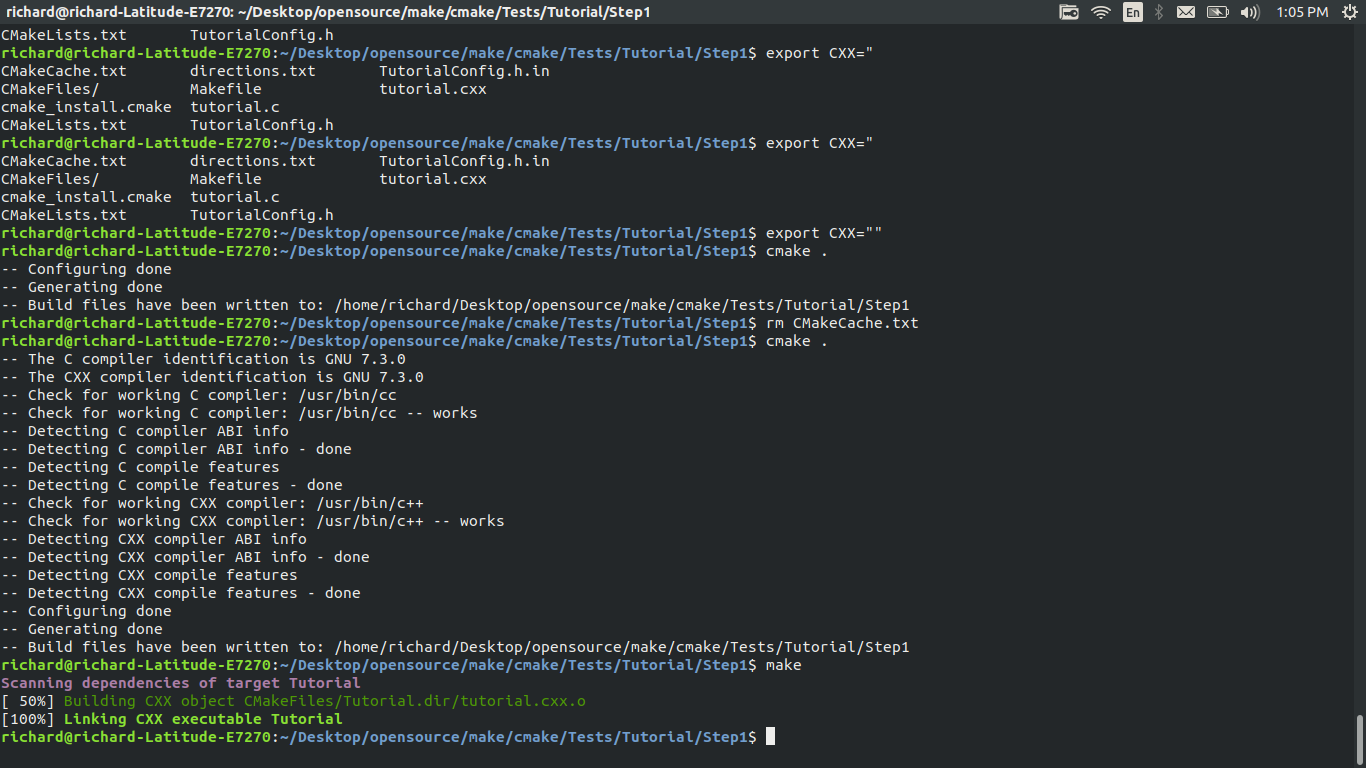 richard@richard-Latitude-E7270: ~/Desktop/opensource/make/cmake/Tests/Tutorial/Step1 En 1:05 PM
CMakeLists.txt       TutorialConfig.h
richard@richard-Latitude-E7270:~/Desktop/opensource/make/cmake/Tests/Tutorial/Step1$ export CXX="
CMakeCache.txt       directions.txt       TutorialConfig.h.in
CMakeFiles/          Makefile             tutorial.cxx
cmake_install.cmake  tutorial.c
CMakeLists.txt       TutorialConfig.h
richard@richard-Latitude-E7270:~/Desktop/opensource/make/cmake/Tests/Tutorial/Step1$ export CXX="
CMakeCache.txt       directions.txt       TutorialConfig.h.in
CMakeFiles/          Makefile             tutorial.cxx
cmake_install.cmake  tutorial.c
CMakeLists.txt       TutorialConfig.h
richard@richard-Latitude-E7270:~/Desktop/opensource/make/cmake/Tests/Tutorial/Step1$ export CXX=""
richard@richard-Latitude-E7270:~/Desktop/opensource/make/cmake/Tests/Tutorial/Step1$ cmake .
-- Configuring done
-- Generating done
-- Build files have been written to: /home/richard/Desktop/opensource/make/cmake/Tests/Tutorial/Step1
richard@richard-Latitude-E7270:~/Desktop/opensource/make/cmake/Tests/Tutorial/Step1$ rm CMakeCache.txt
richard@richard-Latitude-E7270:~/Desktop/opensource/make/cmake/Tests/Tutorial/Step1$ cmake .
-- The C compiler identification is GNU 7.3.0
-- The CXX compiler identification is GNU 7.3.0
-- Check for working C compiler: /usr/bin/cc
-- Check for working C compiler: /usr/bin/cc -- works
-- Detecting C compiler ABI info
-- Detecting C compiler ABI info - done
-- Detecting C compile features
-- Detecting C compile features - done
-- Check for working CXX compiler: /usr/bin/c++
-- Check for working CXX compiler: /usr/bin/c++ -- works
-- Detecting CXX compiler ABI info
-- Detecting CXX compiler ABI info - done
-- Detecting CXX compile features
-- Detecting CXX compile features - done
-- Configuring done
-- Generating done
-- Build files have been written to: /home/richard/Desktop/opensource/make/cmake/Tests/Tutorial/Step1
richard@richard-Latitude-E7270:~/Desktop/opensource/make/cmake/Tests/Tutorial/Step1$ make
Scanning dependencies of target Tutorial
[ 50%] Building CXX object CMakeFiles/Tutorial.dir/tutorial.cxx.o
[100%] Linking CXX executable Tutorial
richard@richard-Latitude-E7270:~/Desktop/opensource/make/cmake/Tests/Tutorial/Step1$